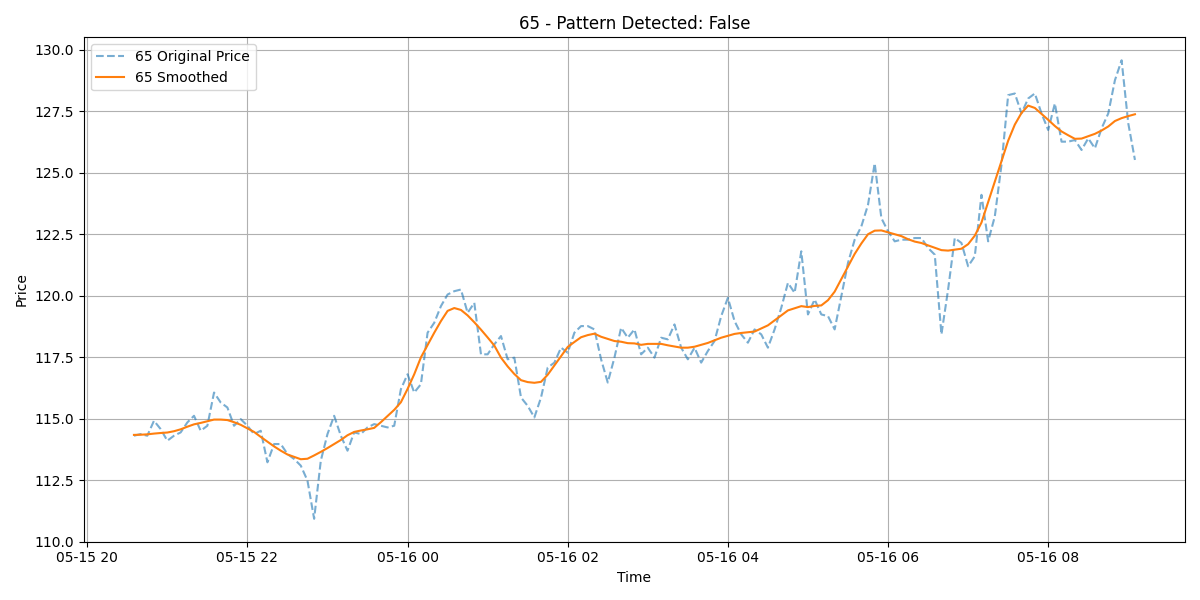 65 - Pattern Detected: False
65 Original Price
65 Smoothed
130.0
127.5
125.0
122.5
120.0
117.5
115.0
112.5
110.0
Price
05-15 20 05-15 22 05-16 00 05-16 02 05-16 04 05-16 06 05-16 08
Time